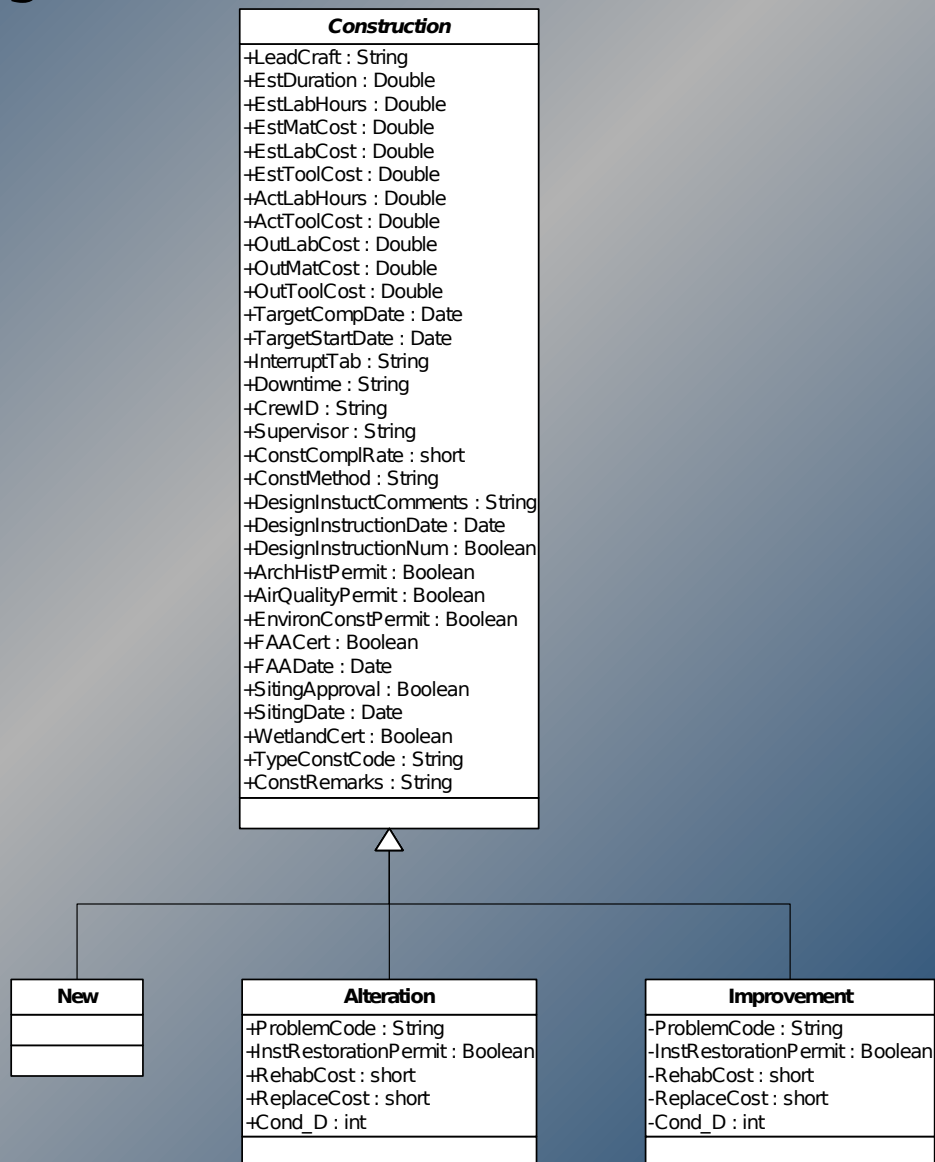 Construction
+LeadCraft : String
+EstDuration : Double
+EstLabHours : Double
+EstMatCost : Double
+EstLabCost : Double
+EstToolCost : Double
+ActLabHours : Double
+ActToolCost : Double
+OutLabCost : Double
+OutMatCost : Double
+OutToolCost : Double
+TargetCompDate : Date
+TargetStartDate : Date
+InterruptTab : String
+Downtime : String
+CrewID : String
+Supervisor : String
+ConstComplRate : short
+ConstMethod : String
+DesignInstuctComments : String
+DesignInstructionDate : Date
+DesignInstructionNum : Boolean
+ArchHistPermit : Boolean
+AirQualityPermit : Boolean
+EnvironConstPermit : Boolean
+FAACert : Boolean
+FAADate : Date
+SitingApproval : Boolean
+SitingDate : Date
+WetlandCert : Boolean
+TypeConstCode : String
+ConstRemarks : String
New
Alteration
+ProblemCode : String
+InstRestorationPermit : Boolean
+RehabCost : short
+ReplaceCost : short
+Cond_D : int
Improvement
-ProblemCode : String
-InstRestorationPermit : Boolean
-RehabCost : short
-ReplaceCost : short
-Cond_D : int